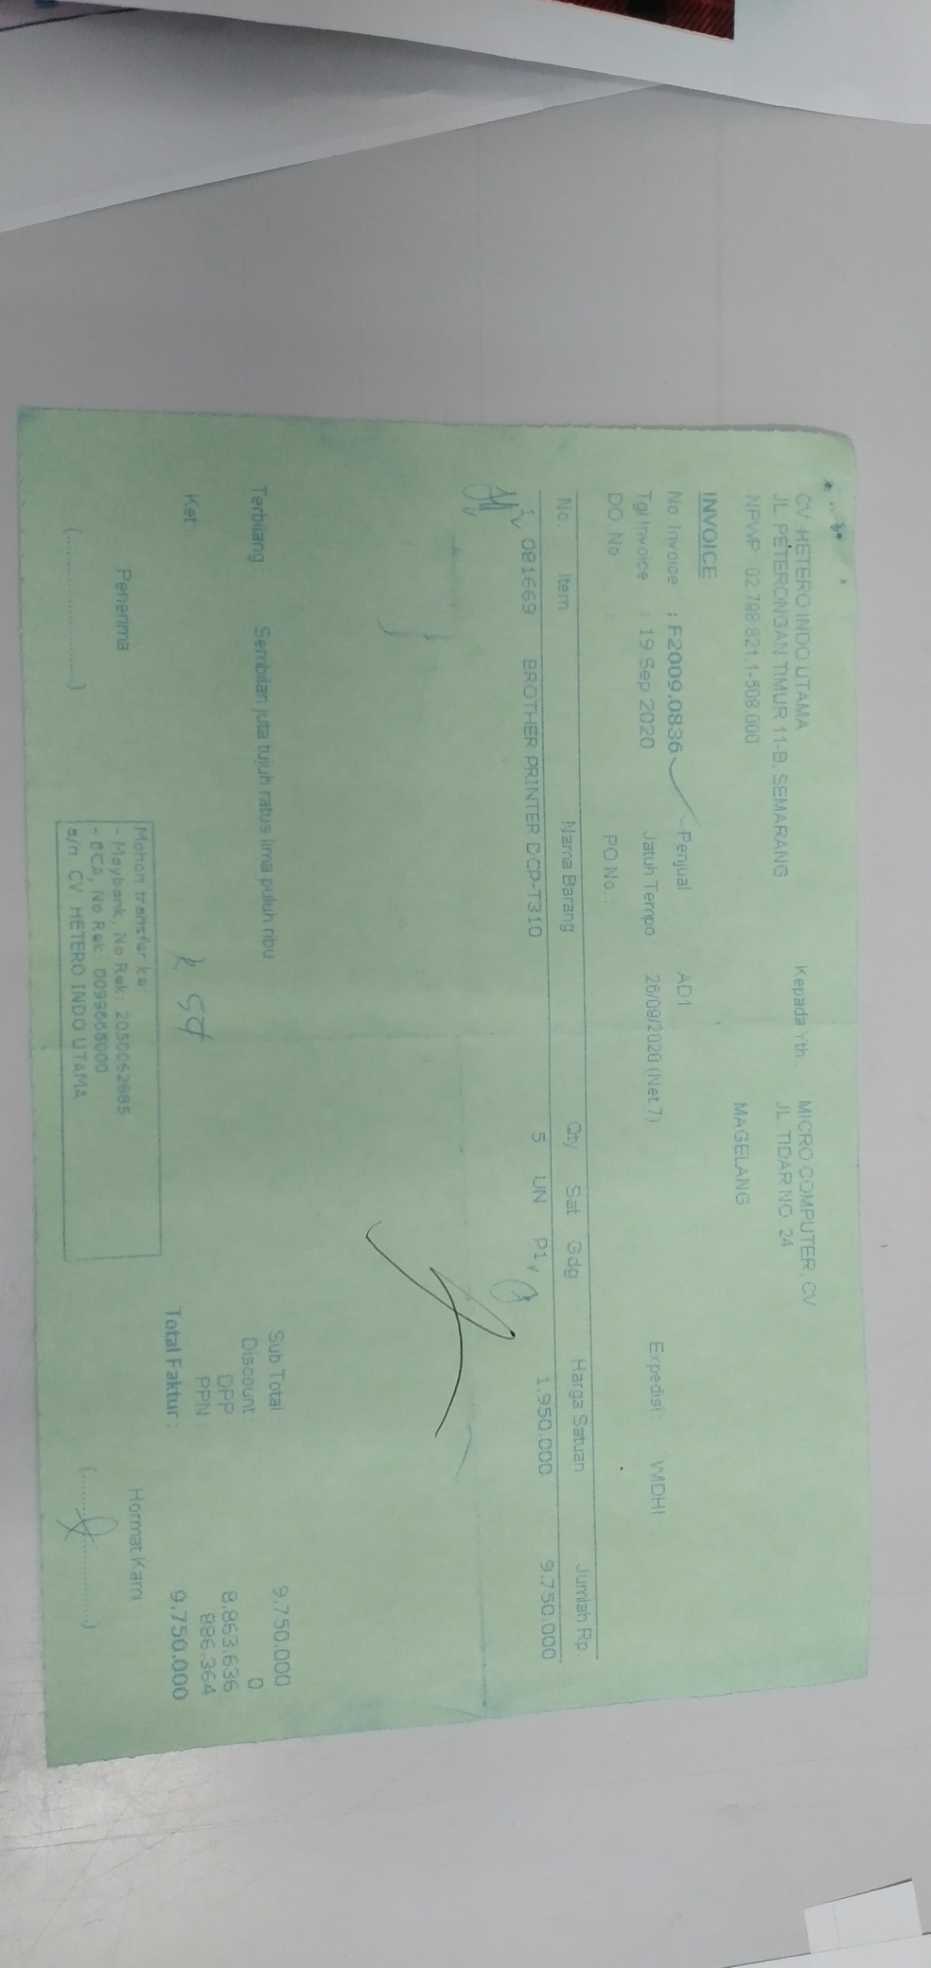 CV HETERO INDO UTAMA
JL PETERONGAN TIMUR 11-B, SEMARANG
NPWP 02.798.821.1-508.000
Kepada Yth. MICRO COMPUTER, CV
JL. TIDAR NO. 24
MAGELANG
INVOICE
No Invoice : F2009.0836 Penjual AD1
Tgl Invoice : 19 Sep 2020 Jatuh Tempo 26/09/2020 (Net 7) Expedisi WIDHI
DO No : PO No. :
No. Item Nama Barang Qty Sat Gdg Harga Satuan Jumlah Rp
1 081669 BROTHER PRINTER DCP-T310 5 UN P1 1.950.000 9.750.000
Terbilang Sembilan juta tujuh ratus lima puluh ribu
Sub Total 9.750.000
Discount 0
DPP 8.863.636
PPN : 886.364
Total Faktur : 9.750.000
Ket
Penerima
(....................)
Mohon transfer ke:
- Maybank, No Rek: 2050052885
- BCA, No Rek: 0099665000
a/n CV HETERO INDO UTAMA
Hormat Kami
(....................)